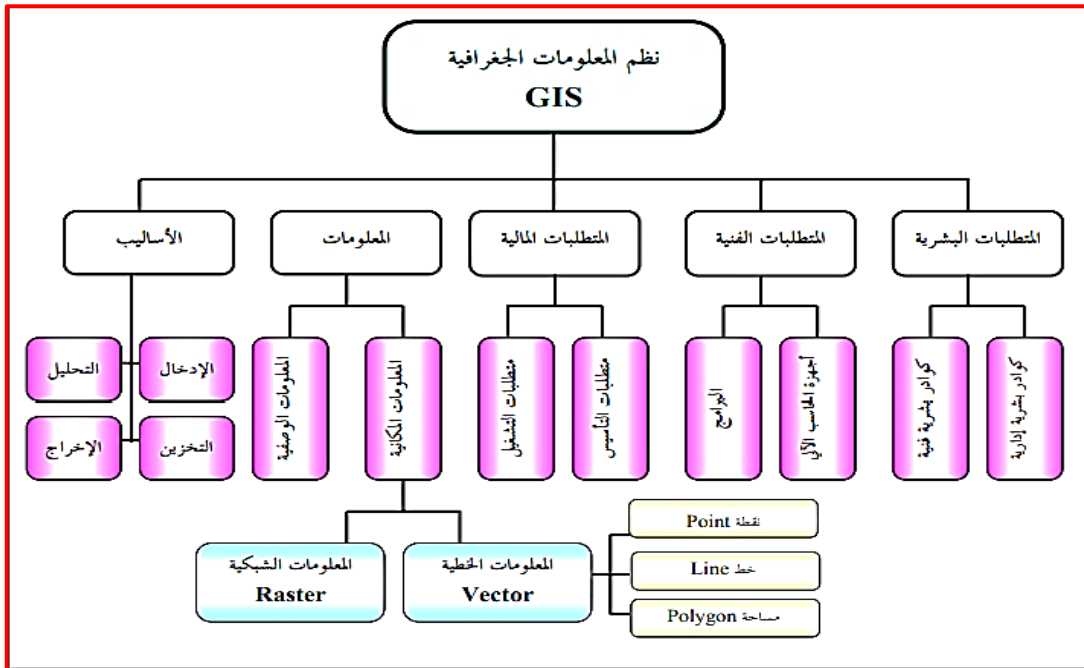 نظم المعلومات الجغرافية
GIS
المتطلبات البشرية
المتطلبات الفنية
المتطلبات المالية
المعلومات
الأساليب
كوادر بشرية إدارية
كوادر بشرية فنية
أجهزة الحاسب الآلي
البرامج
متطلبات التأسيس
متطلبات التشغيل
المعلومات المكانية
المعلومات الوصفية
الإدخال
التحليل
التخزين
الإخراج
المعلومات الخطية
Vector
المعلومات الشبكية
Raster
نقطة Point
خط Line
مساحة Polygon